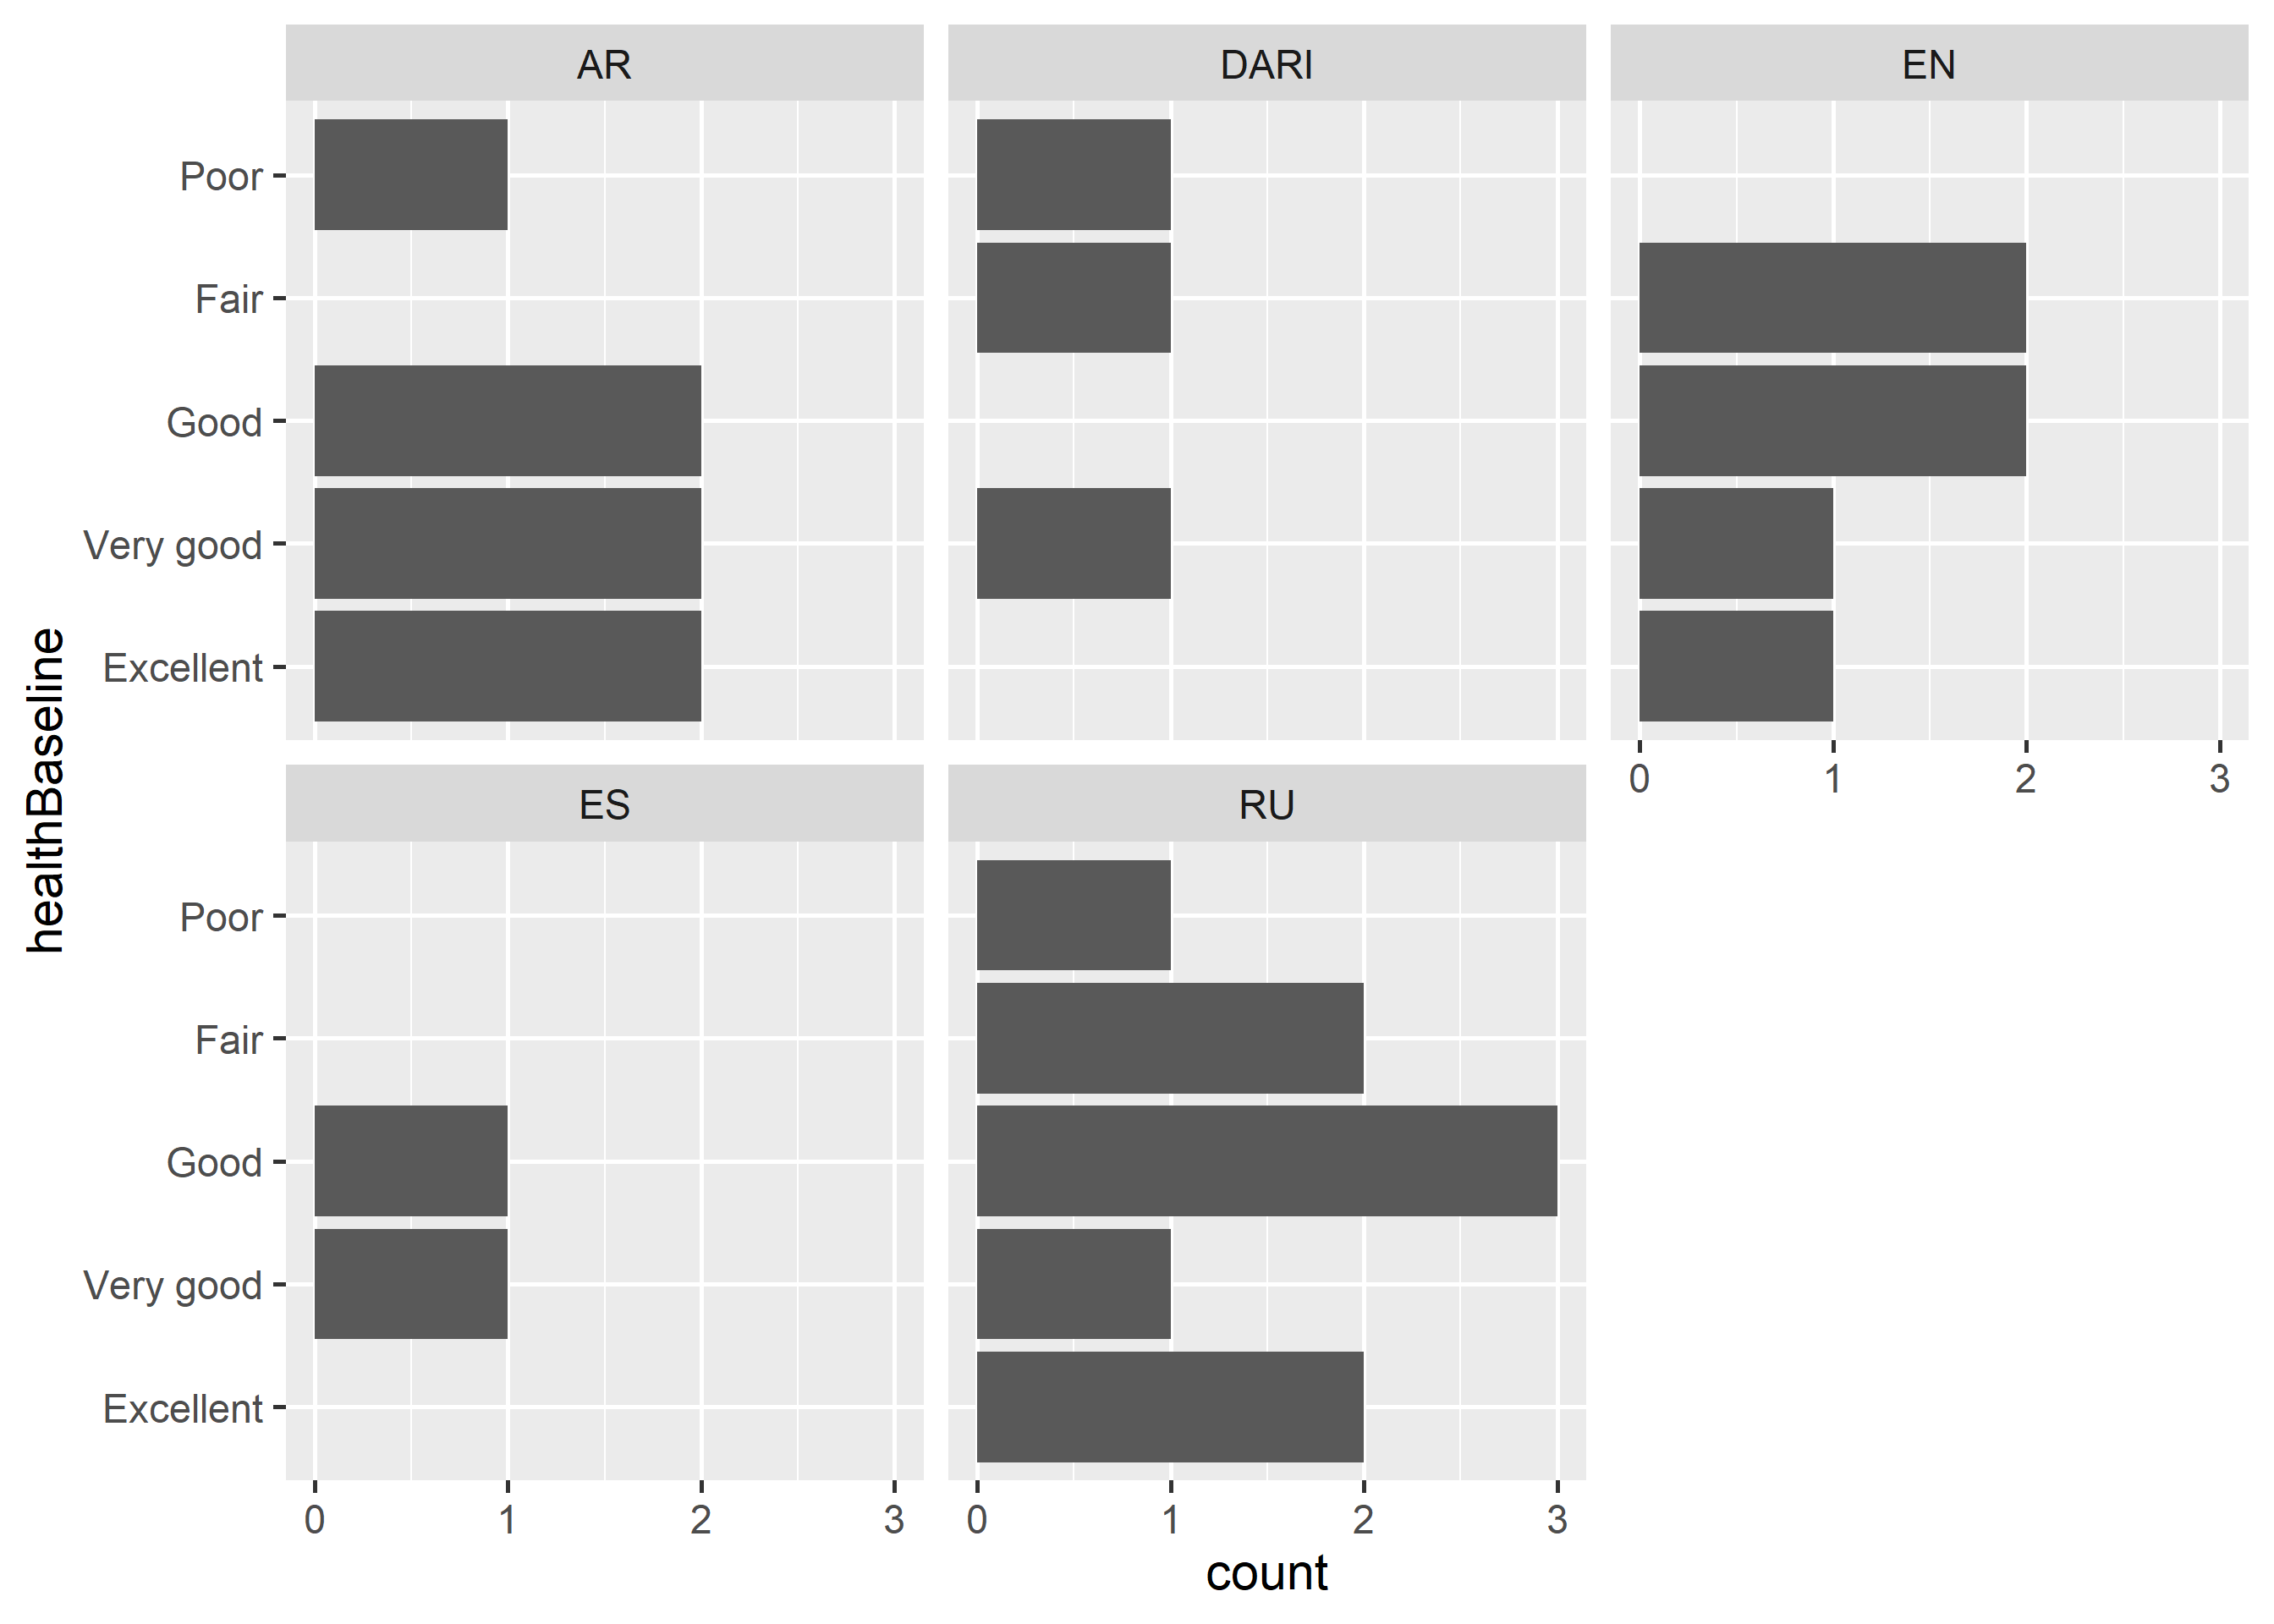 AR
DARI
EN
Poor
Fair
Good
Very good
Excellent
0 1 2 3
healthBaseline
ES
RU
Poor
Fair
Good
Very good
Excellent
0 1 2 3
0 1 2 3
count